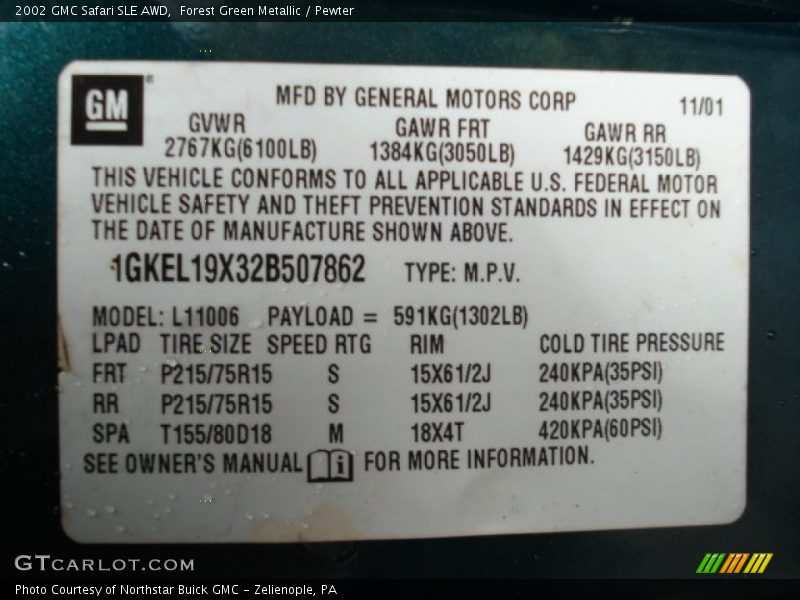 2002 GMC Safari SLE AWD,  Forest Green Metallic / Pewter
GM
MFD BY GENERAL MOTORS CORP 11/01
GVWR GAWR FRT GAWR RR
2767KG(6100LB) 1384KG(3050LB) 1429KG(3150LB)
THIS VEHICLE CONFORMS TO ALL APPLICABLE U.S. FEDERAL MOTOR
VEHICLE SAFETY AND THEFT PREVENTION STANDARDS IN EFFECT ON
THE DATE OF MANUFACTURE SHOWN ABOVE.
1GKEL19X32B507862 TYPE: M.P.V.
MODEL: L11006 PAYLOAD = 591KG(1302LB)
LPAD TIRE SIZE SPEED RTG RIM COLD TIRE PRESSURE
FRT P215/75R15 S 15X61/2J 240KPA(35PSI)
RR P215/75R15 S 15X61/2J 240KPA(35PSI)
SPA T155/80D18 M 18X4T 420KPA(60PSI)
SEE OWNER'S MANUAL i FOR MORE INFORMATION.
GTCARLOT.COM
Photo Courtesy of Northstar Buick GMC - Zelienople, PA